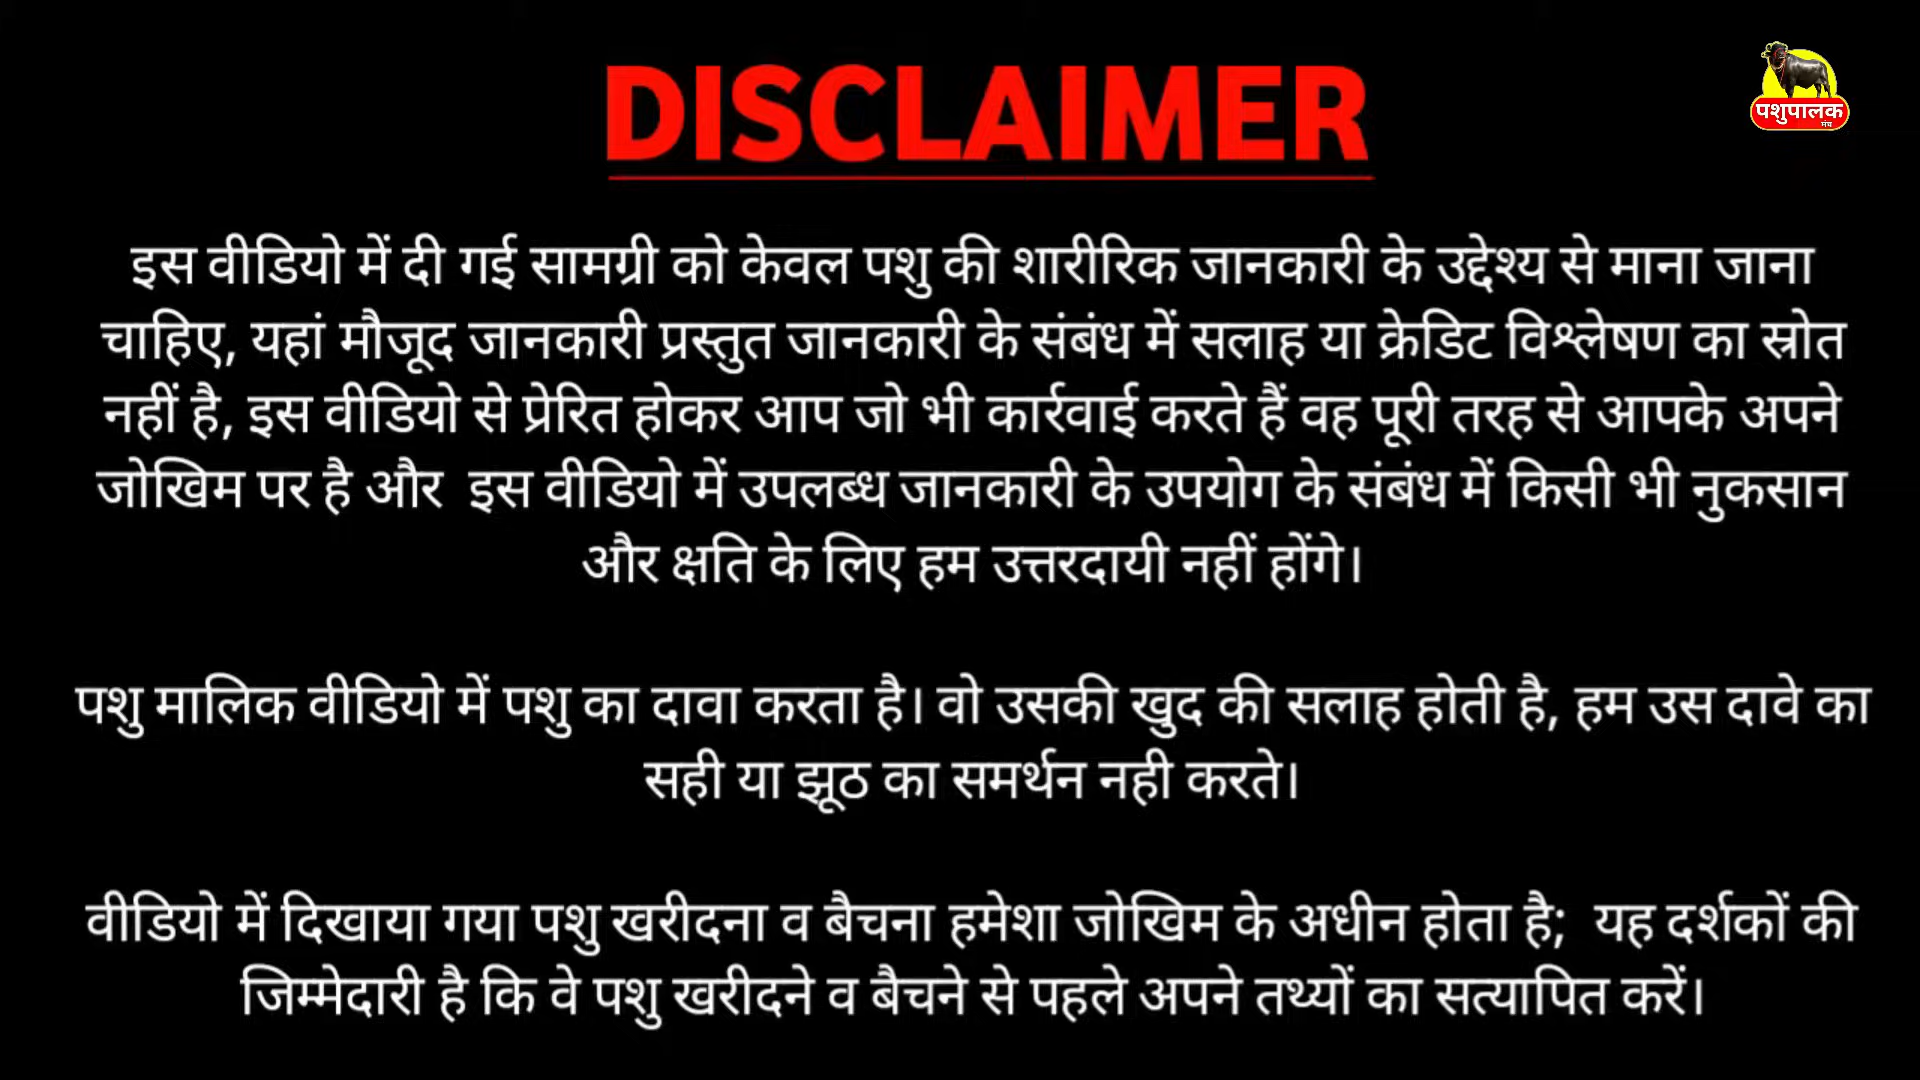 DISCLAIMER
पशुपालक
मंच
इस वीडियो में दी गई सामग्री को केवल पशु की शारीरिक जानकारी के उद्देश्य से माना जाना
चाहिए, यहां मौजूद जानकारी प्रस्तुत जानकारी के संबंध में सलाह या क्रेडिट विश्लेषण का स्रोत
नहीं है, इस वीडियो से प्रेरित होकर आप जो भी कार्रवाई करते हैं वह पूरी तरह से आपके अपने
जोखिम पर है और इस वीडियो में उपलब्ध जानकारी के उपयोग के संबंध में किसी भी नुकसान
और क्षति के लिए हम उत्तरदायी नहीं होंगे।
पशु मालिक वीडियो में पशु का दावा करता है। वो उसकी खुद की सलाह होती है, हम उस दावे का
सही या झूठ का समर्थन नही करते।
वीडियो में दिखाया गया पशु खरीदना व बैचना हमेशा जोखिम के अधीन होता है; यह दर्शकों की
जिम्मेदारी है कि वे पशु खरीदने व बैचने से पहले अपने तथ्यों का सत्यापित करें।